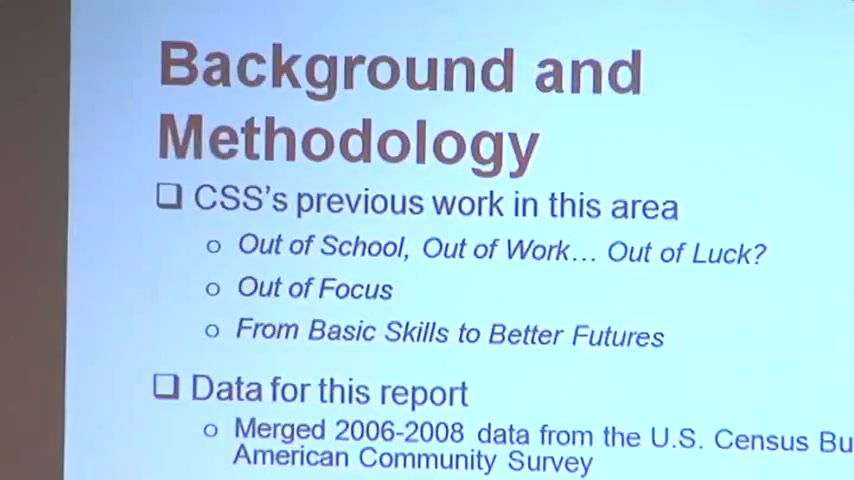 Background and
Methodology
❑ CSS's previous work in this area
o Out of School, Out of Work... Out of Luck?
o Out of Focus
o From Basic Skills to Better Futures
❑ Data for this report
o Merged 2006-2008 data from the U.S. Census
American Community Survey